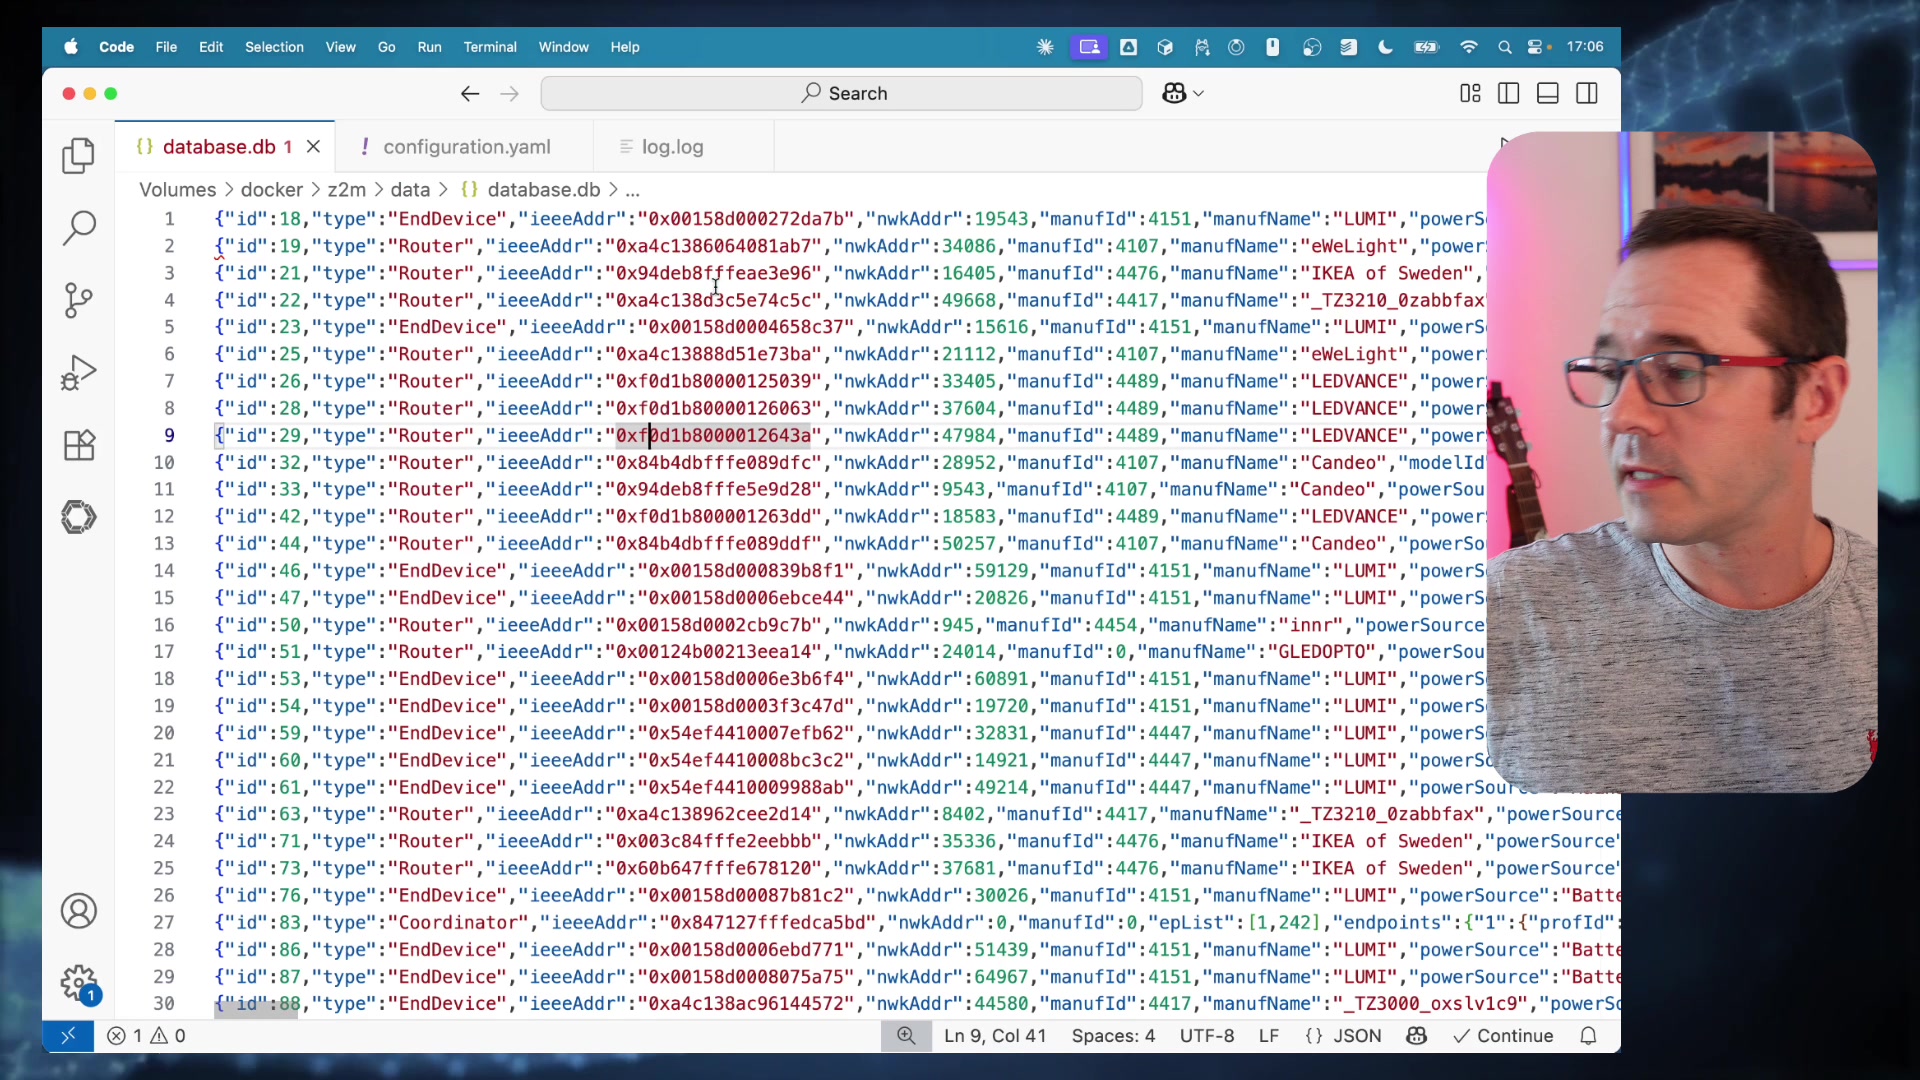 Code File Edit Selection View Go Run Terminal Window Help 17:06
Search
{} database.db 1 × ! configuration.yaml log.log
Volumes > docker > z2m > data > {} database.db > ...
1 {"id":18,"type":"EndDevice","ieeeAddr":"0x00158d000272da7b","nwkAddr":19543,"manufId":4151,"manufName":"LUMI","powerS
2 {"id":19,"type":"Router","ieeeAddr":"0xa4c1386064081ab7","nwkAddr":34086,"manufId":4107,"manufName":"eWeLight","power
3 {"id":21,"type":"Router","ieeeAddr":"0x94deb8fffeae3e96","nwkAddr":16405,"manufId":4476,"manufName":"IKEA of Sweden","
4 {"id":22,"type":"Router","ieeeAddr":"0xa4c138d3c5e74c5c","nwkAddr":49668,"manufId":4417,"manufName":"_TZ3210_0zabbfax"
5 {"id":23,"type":"EndDevice","ieeeAddr":"0x00158d0004658c37","nwkAddr":15616,"manufId":4151,"manufName":"LUMI","powerS
6 {"id":25,"type":"Router","ieeeAddr":"0xa4c13888d51e73ba","nwkAddr":21112,"manufId":4107,"manufName":"eWeLight","power
7 {"id":26,"type":"Router","ieeeAddr":"0xf0d1b80000125039","nwkAddr":33405,"manufId":4489,"manufName":"LEDVANCE","power
8 {"id":28,"type":"Router","ieeeAddr":"0xf0d1b80000126063","nwkAddr":37604,"manufId":4489,"manufName":"LEDVANCE","power
9 {"id":29,"type":"Router","ieeeAddr":"0xf0d1b8000012643a","nwkAddr":47984,"manufId":4489,"manufName":"LEDVANCE","power
10 {"id":32,"type":"Router","ieeeAddr":"0x84b4dbfffe089dfc","nwkAddr":28952,"manufId":4107,"manufName":"Candeo","modelId
11 {"id":33,"type":"Router","ieeeAddr":"0x94deb8fffe5e9d28","nwkAddr":9543,"manufId":4107,"manufName":"Candeo","powerSou
12 {"id":42,"type":"Router","ieeeAddr":"0xf0d1b800001263dd","nwkAddr":18583,"manufId":4489,"manufName":"LEDVANCE","power
13 {"id":44,"type":"Router","ieeeAddr":"0x84b4dbfffe089ddf","nwkAddr":50257,"manufId":4107,"manufName":"Candeo","powerSo
14 {"id":46,"type":"EndDevice","ieeeAddr":"0x00158d000839b8f1","nwkAddr":59129,"manufId":4151,"manufName":"LUMI","powerS
15 {"id":47,"type":"EndDevice","ieeeAddr":"0x00158d0006ebce44","nwkAddr":20826,"manufId":4151,"manufName":"LUMI","powerS
16 {"id":50,"type":"Router","ieeeAddr":"0x00158d0002cb9c7b","nwkAddr":945,"manufId":4454,"manufName":"innr","powerSource
17 {"id":51,"type":"Router","ieeeAddr":"0x00124b00213eea14","nwkAddr":24014,"manufId":0,"manufName":"GLEDOPTO","powerSou
18 {"id":53,"type":"EndDevice","ieeeAddr":"0x00158d0006e3b6f4","nwkAddr":60891,"manufId":4151,"manufName":"LUMI","powerS
19 {"id":54,"type":"EndDevice","ieeeAddr":"0x00158d0003f3c47d","nwkAddr":19720,"manufId":4151,"manufName":"LUMI","powerS
20 {"id":59,"type":"EndDevice","ieeeAddr":"0x54ef4410007efb62","nwkAddr":32831,"manufId":4447,"manufName":"LUMI","powerS
21 {"id":60,"type":"EndDevice","ieeeAddr":"0x54ef4410008bc3c2","nwkAddr":14921,"manufId":4447,"manufName":"LUMI","powerS
22 {"id":61,"type":"EndDevice","ieeeAddr":"0x54ef4410009988ab","nwkAddr":49214,"manufId":4447,"manufName":"LUMI","powerSource
23 {"id":63,"type":"Router","ieeeAddr":"0xa4c138962cee2d14","nwkAddr":8402,"manufId":4417,"manufName":"_TZ3210_0zabbfax","powerSource
24 {"id":71,"type":"Router","ieeeAddr":"0x003c84fffe2eebbb","nwkAddr":35336,"manufId":4476,"manufName":"IKEA of Sweden","powerSource"
25 {"id":73,"type":"Router","ieeeAddr":"0x60b647fffe678120","nwkAddr":37681,"manufId":4476,"manufName":"IKEA of Sweden","powerSource"
26 {"id":76,"type":"EndDevice","ieeeAddr":"0x00158d00087b81c2","nwkAddr":30026,"manufId":4151,"manufName":"LUMI","powerSource":"Batte
27 {"id":83,"type":"Coordinator","ieeeAddr":"0x847127fffedca5bd","nwkAddr":0,"manufId":0,"epList":[1,242],"endpoints":{"1":{"profId":
28 {"id":86,"type":"EndDevice","ieeeAddr":"0x00158d0006ebd771","nwkAddr":51439,"manufId":4151,"manufName":"LUMI","powerSource":"Batte
29 {"id":87,"type":"EndDevice","ieeeAddr":"0x00158d0008075a75","nwkAddr":64967,"manufId":4151,"manufName":"LUMI","powerSource":"Batte
30 {"id":88,"type":"EndDevice","ieeeAddr":"0xa4c138ac96144572","nwkAddr":44580,"manufId":4417,"manufName":"_TZ3000_oxslv1c9","powerSo
1
1 0 Ln 9, Col 41 Spaces: 4 UTF-8 LF {} JSON Continue